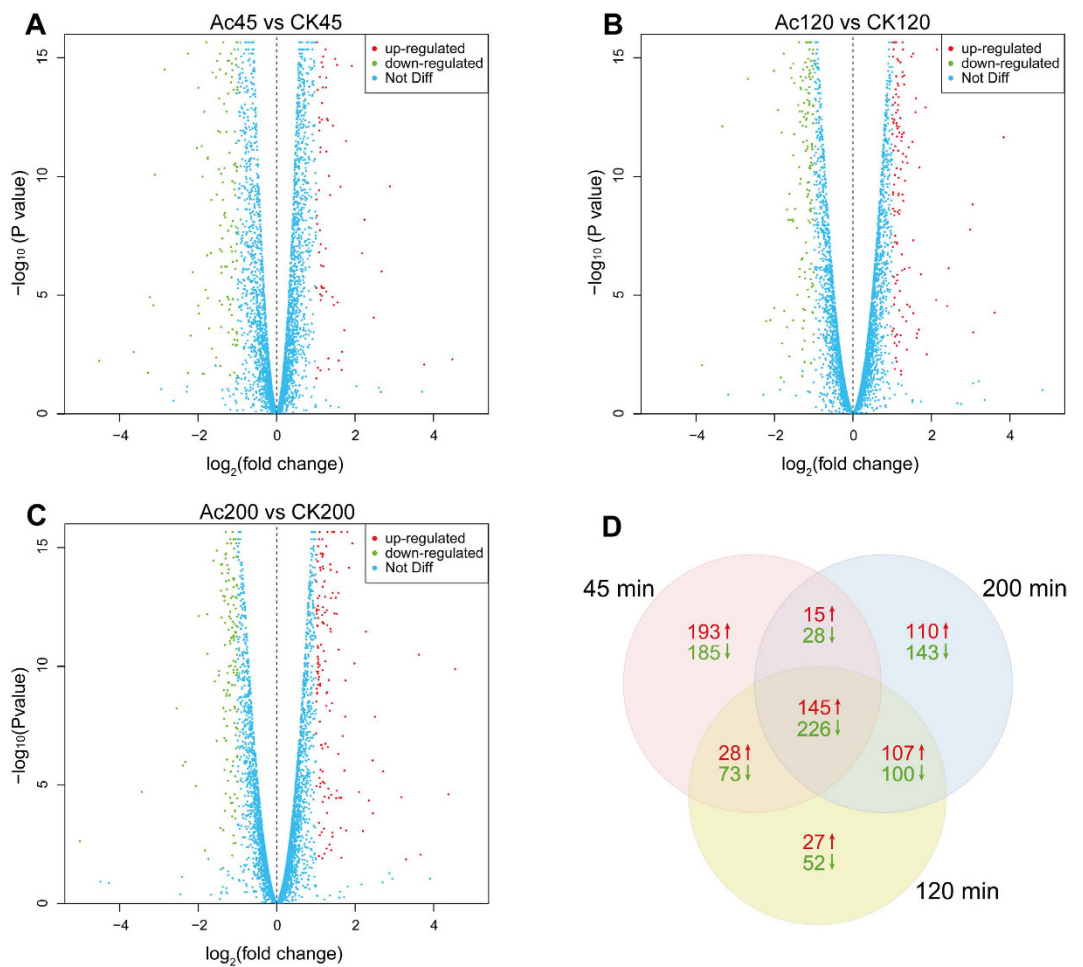 A
Ac45 vs CK45
up-regulated
down-regulated
Not Diff
15
10
5
0
−4 −2 0 2 4
−log₁₀ (P value)
log₂(fold change)
B
Ac120 vs CK120
up-regulated
down-regulated
Not Diff
15
10
5
0
−4 −2 0 2 4
−log₁₀ (P value)
log₂(fold change)
C
Ac200 vs CK200
up-regulated
down-regulated
Not Diff
15
10
5
0
−4 −2 0 2 4
−log₁₀(Pvalue)
log₂(fold change)
D
45 min
200 min
193↑
185↓
15↑
28↓
110↑
143↓
145↑
226↓
28↑
73↓
107↑
100↓
27↑
52↓
120 min